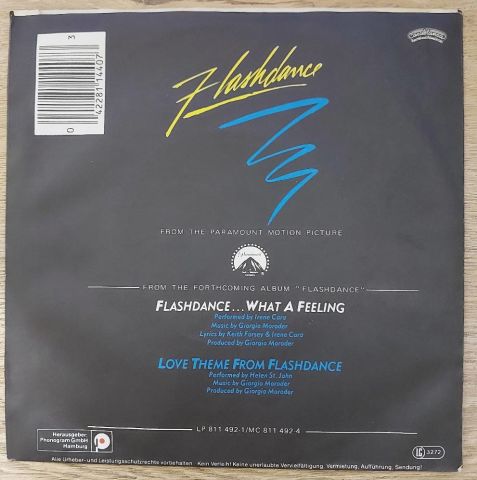 Flashdance
0 42281-14407 3
FROM THE PARAMOUNT MOTION PICTURE
Paramount
FROM THE FORTHCOMING ALBUM "FLASHDANCE"
FLASHDANCE...WHAT A FEELING
Performed by Irene Cara
Music by Giorgio Moroder
Lyrics by Keith Forsey & Irene Cara
Produced by Giorgio Moroder
LOVE THEME FROM FLASHDANCE
Performed by Helen St. John
Music by Giorgio Moroder
Produced by Giorgio Moroder
LP 811 492-1/MC 811 492-4
Herausgeber:
Phonogram GmbH
Hamburg
LC 3272
Alle Urheber- und Leistungsschutzrechte vorbehalten. Kein Verleih! Keine unerlaubte Vervielfältigung, Vermietung, Aufführung, Sendung!